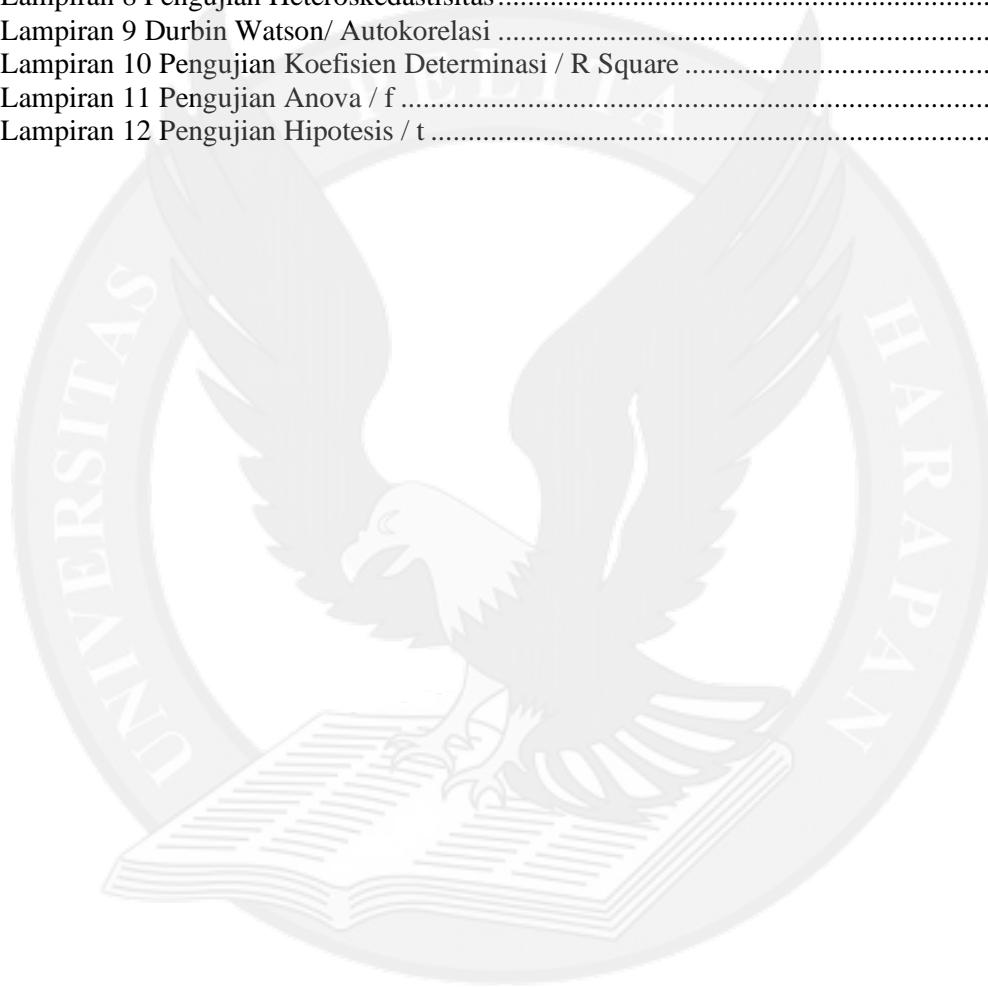 Lampiran 8 Pengujian Heteroskedastisitas................................................................
Lampiran 9 Durbin Watson/ Autokorelasi ................................................................
Lampiran 10 Pengujian Koefisien Determinasi / R Square ........................................
Lampiran 11 Pengujian Anova / f ................................................................................
Lampiran 12 Pengujian Hipotesis / t ............................................................................
UNIVERSITAS PELITA HARAPAN